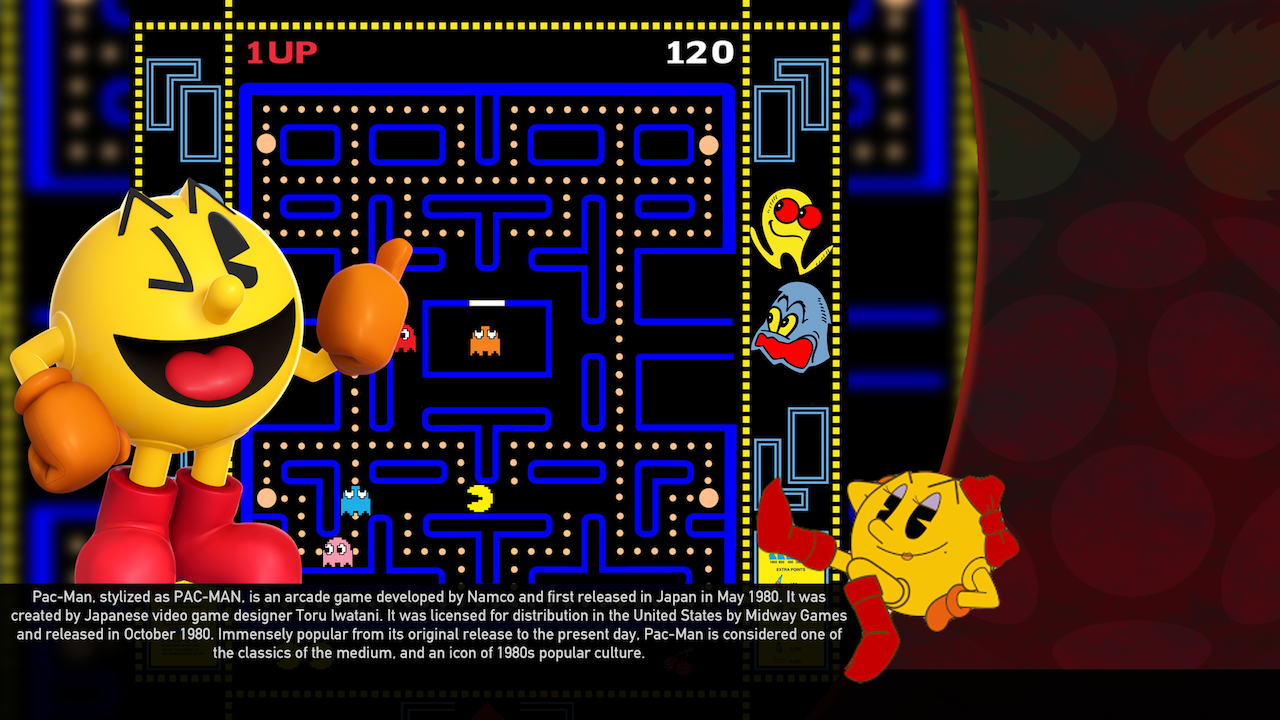 1UP
120
EXTRA POINTS
Pac-Man, stylized as PAC-MAN, is an arcade game developed by Namco and first released in Japan in May 1980. It was
created by Japanese video game designer Toru Iwatani. It was licensed for distribution in the United States by Midway Games
and released in October 1980. Immensely popular from its original release to the present day, Pac-Man is considered one of
the classics of the medium, and an icon of 1980s popular culture.